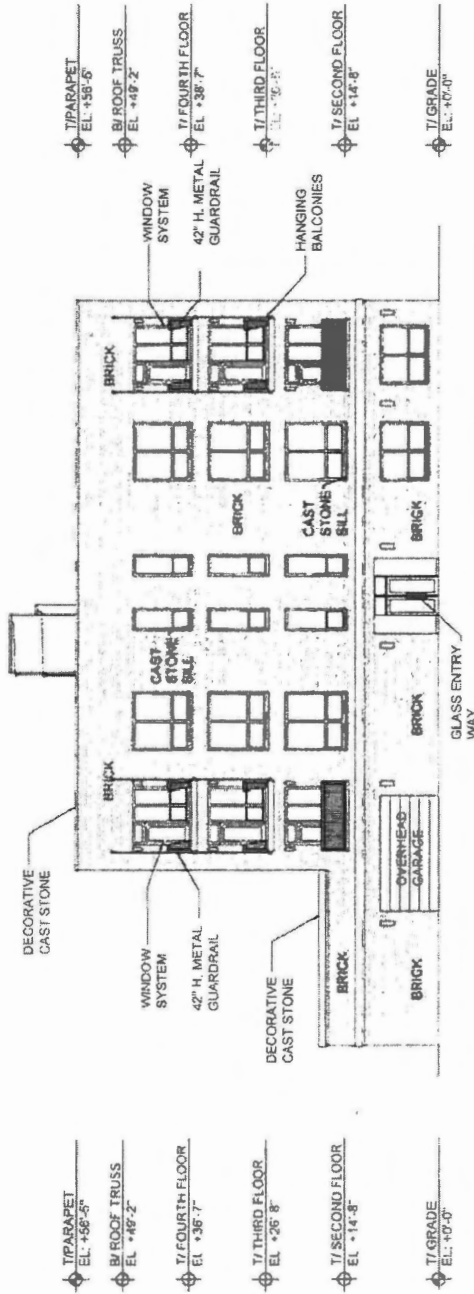 T/PARAPET
EL: +56'-5"
B/ ROOF TRUSS
EL +49'-2"
T/ FOURTH FLOOR
EL +38'-7"
T/ THIRD FLOOR
EL +26'-8"
T/ SECOND FLOOR
EL +14'-8"
T/ GRADE
EL: +0'-0"
DECORATIVE
CAST STONE
WINDOW
SYSTEM
42" H. METAL
GUARDRAIL
DECORATIVE
CAST STONE
BRICK
BRICK
BRICK
OVERHEAD
GARAGE
CAST
STONE
SILL
BRICK
GLASS ENTRY
WAY
BRICK
CAST
STONE
SILL
BRICK
BRICK
WINDOW
SYSTEM
42" H. METAL
GUARDRAIL
HANGING
BALCONIES
T/PARAPET
EL: +56'-5"
B/ ROOF TRUSS
EL +49'-2"
T/ FOURTH FLOOR
EL +38'-7"
T/ THIRD FLOOR
EL
T/ SECOND FLOOR
EL +14'-8"
T/ GRADE
EL: +0'-0"